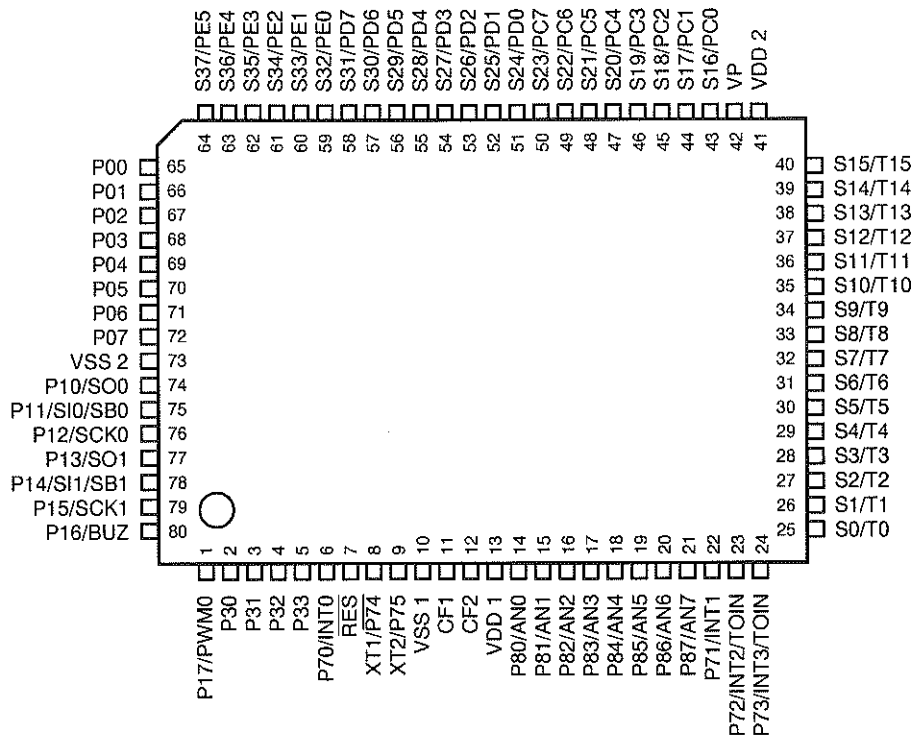 S37/PE5
S36/PE4
S35/PE3
S34/PE2
S33/PE1
S32/PE0
S31/PD7
S30/PD6
S29/PD5
S28/PD4
S27/PD3
S26/PD2
S25/PD1
S24/PD0
S23/PC7
S22/PC6
S21/PC5
S20/PC4
S19/PC3
S18/PC2
S17/PC1
S16/PC0
VP
VDD 2
64 63 62 61 60 59 58 57 56 55 54 53 52 51 50 49 48 47 46 45 44 43 42 41
P00 65
P01 66
P02 67
P03 68
P04 69
P05 70
P06 71
P07 72
VSS 2 73
P10/SO0 74
P11/SI0/SB0 75
P12/SCK0 76
P13/SO1 77
P14/SI1/SB1 78
P15/SCK1 79
P16/BUZ 80
40 S15/T15
39 S14/T14
38 S13/T13
37 S12/T12
36 S11/T11
35 S10/T10
34 S9/T9
33 S8/T8
32 S7/T7
31 S6/T6
30 S5/T5
29 S4/T4
28 S3/T3
27 S2/T2
26 S1/T1
25 S0/T0
1 2 3 4 5 6 7 8 9 10 11 12 13 14 15 16 17 18 19 20 21 22 23 24
P17/PWM0
P30
P31
P32
P33
P70/INT0
RES
XT1/P74
XT2/P75
VSS 1
CF1
CF2
VDD 1
P80/AN0
P81/AN1
P82/AN2
P83/AN3
P84/AN4
P85/AN5
P86/AN6
P87/AN7
P71/INT1
P72/INT2/TOIN
P73/INT3/TOIN